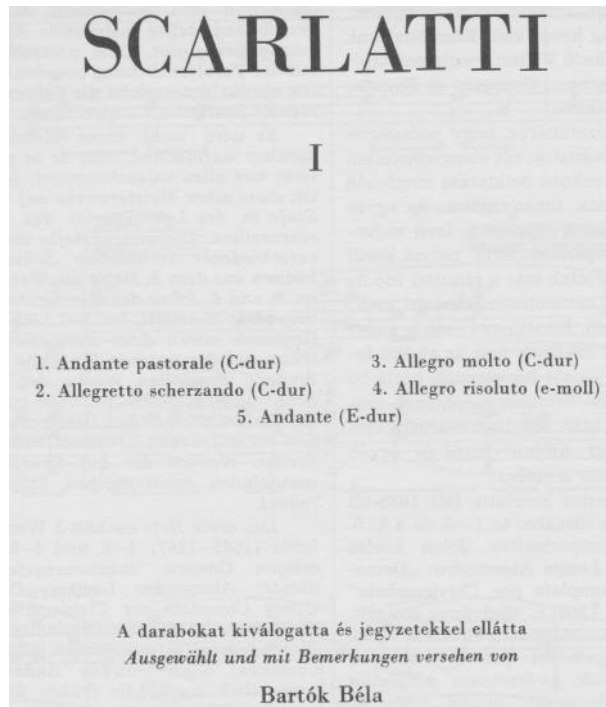 SCARLATTI
I
1. Andante pastorale (C-dur)
2. Allegretto scherzando (C-dur)
3. Allegro molto (C-dur)
4. Allegro risoluto (e-moll)
5. Andante (E-dur)
A darabokat kiválogatta és jegyzetekkel ellátta
Ausgewählt und mit Bemerkungen versehen von
Bartók Béla